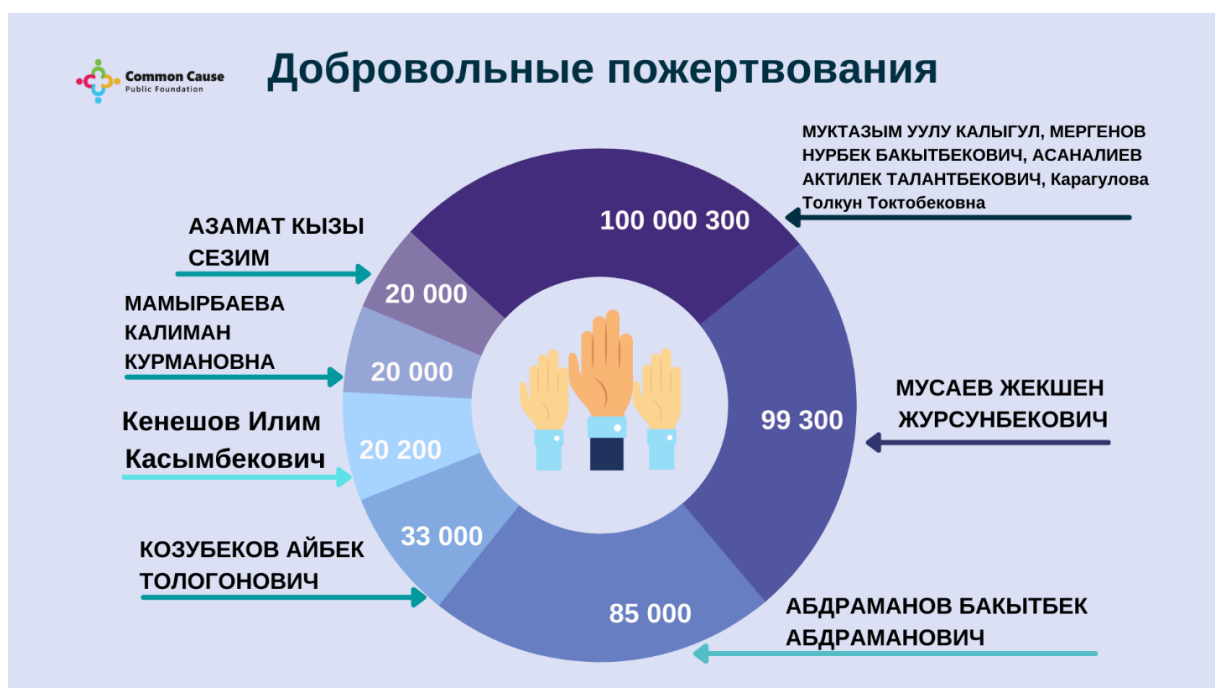 Common Cause
Public Foundation
Добровольные пожертвования
МУКТАЗЫМ УУЛУ КАЛЫГУЛ, МЕРГЕНОВ
НУРБЕК БАКЫТБЕКОВИЧ, АСАНАЛИЕВ
АКТИЛЕК ТАЛАНТБЕКОВИЧ, Карагулова
Толкун Токтобековна
100 000 300
АЗАМАТ КЫЗЫ
СЕЗИМ
20 000
МАМЫРБАЕВА
КАЛИМАН
КУРМАНОВНА
20 000
МУСАЕВ ЖЕКШЕН
ЖУРСУНБЕКОВИЧ
99 300
Кенешов Илим
Касымбекович
20 200
КОЗУБЕКОВ АЙБЕК
ТОЛОГОНОВИЧ
33 000
85 000
АБДРАМАНОВ БАКЫТБЕК
АБДРАМАНОВИЧ